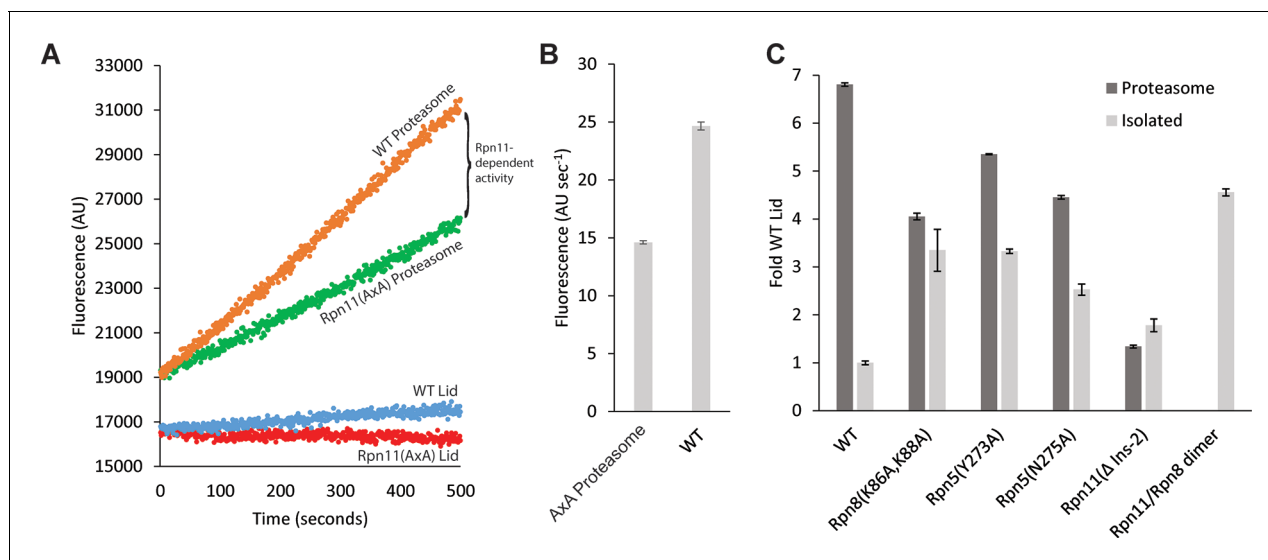 A
33000
31000
29000
27000
25000
23000
21000
19000
17000
15000
Fluorescence (AU)
WT Proteasome
Rpn11-
dependent
activity
Rpn11(AxA) Proteasome
WT Lid
Rpn11(AxA) Lid
0 100 200 300 400 500
Time (seconds)
B
30
25
20
15
10
5
0
Fluorescence (AU sec⁻¹)
AxA Proteasome
WT
C
7
6
5
4
3
2
1
0
Fold WT Lid
Proteasome
Isolated
WT
Rpn8(K86A,K88A)
Rpn5(Y273A)
Rpn5(N275A)
Rpn11(Δ Ins-2)
Rpn11/Rpn8 dimer